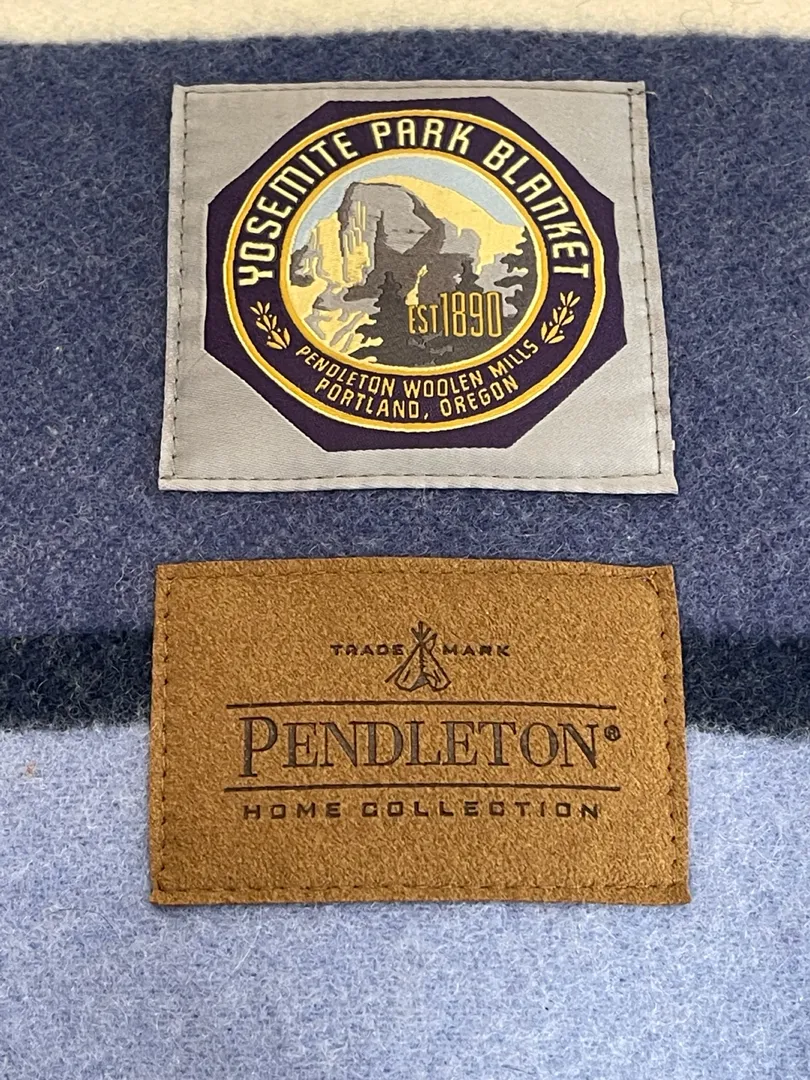 YOSEMITE PARK BLANKET
EST 1890
PENDLETON WOOLEN MILLS
PORTLAND, OREGON
TRADE MARK
PENDLETON®
HOME COLLECTION